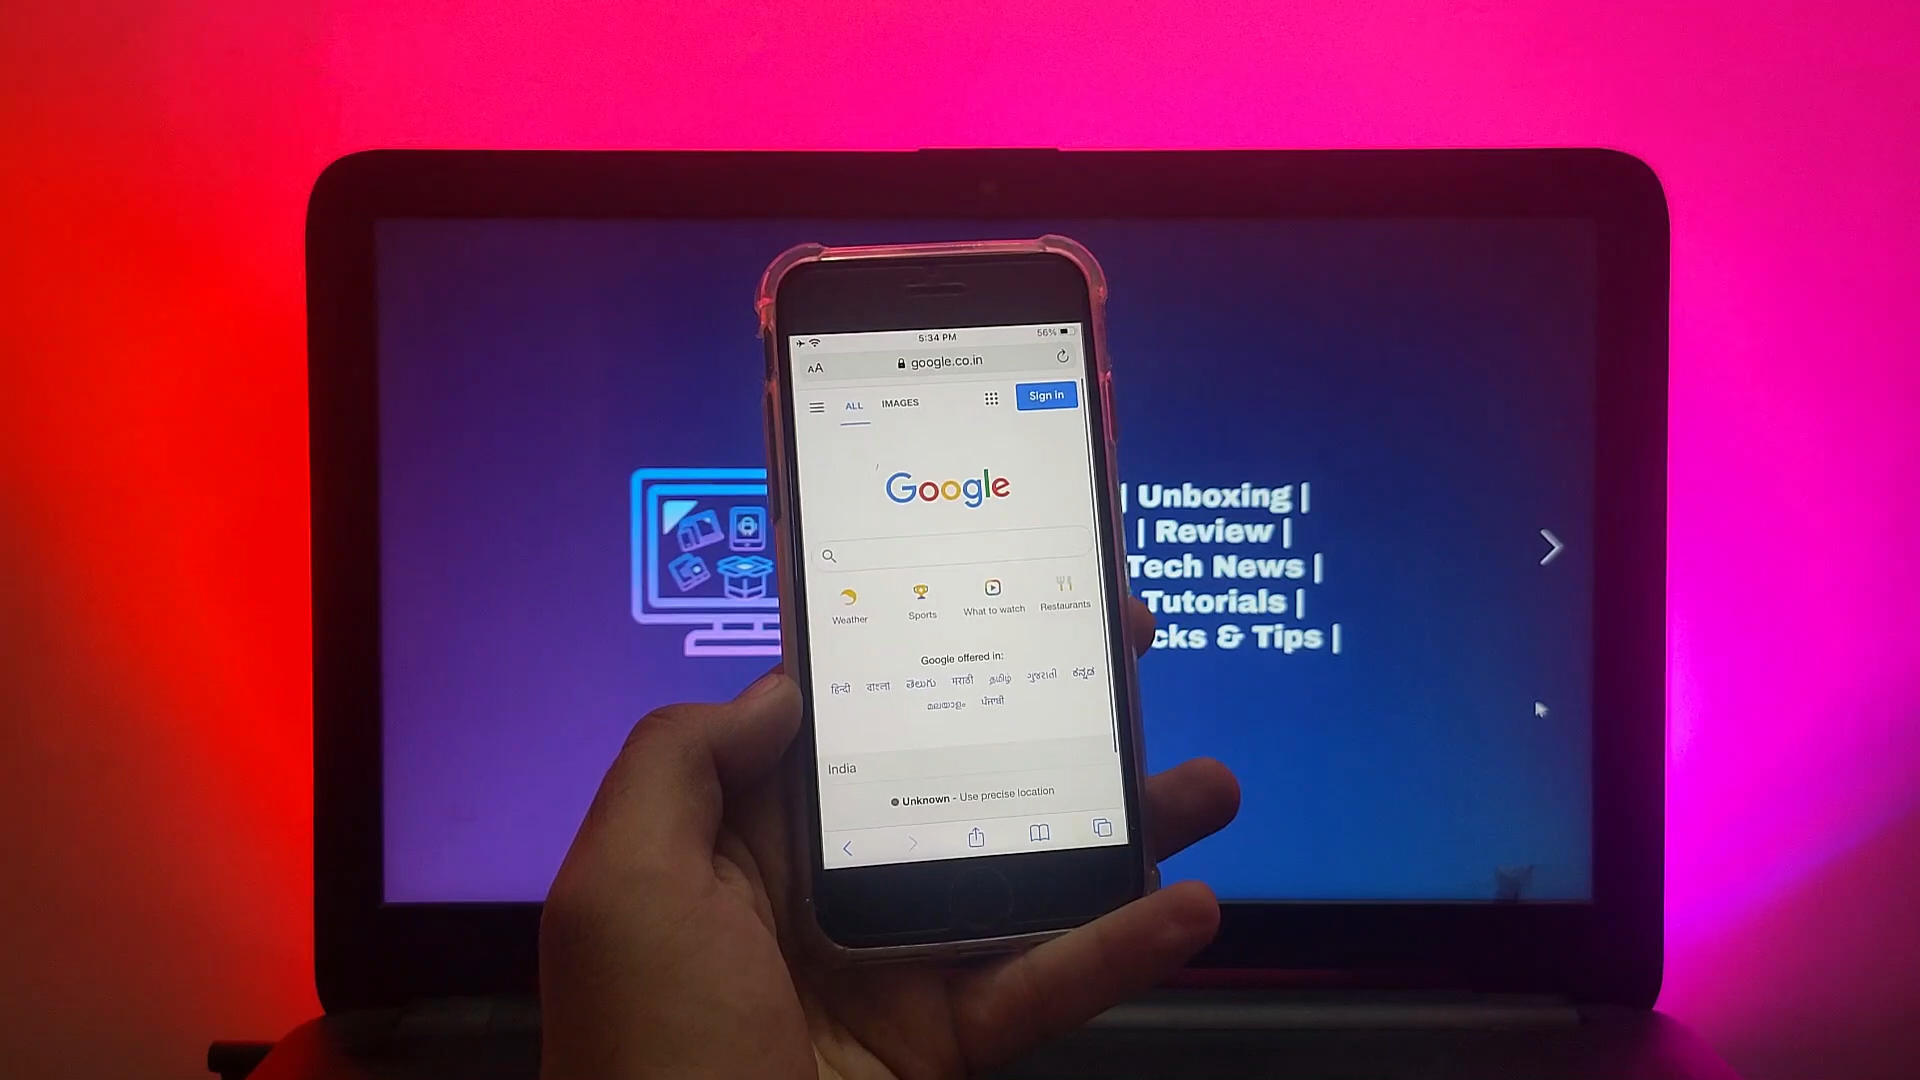 5:34 PM 56%
AA google.co.in
ALL IMAGES Sign in
Google
Weather Sports What to watch Restaurants
Google offered in:
हिन्दी বাংলা తెలుగు मराठी தமிழ் ગુજરાતી ಕನ್ನಡ
മലയാളം ਪੰਜਾਬੀ
India
Unknown - Use precise location
| Unboxing |
| Review |
Tech News |
Tutorials |
& Tips |